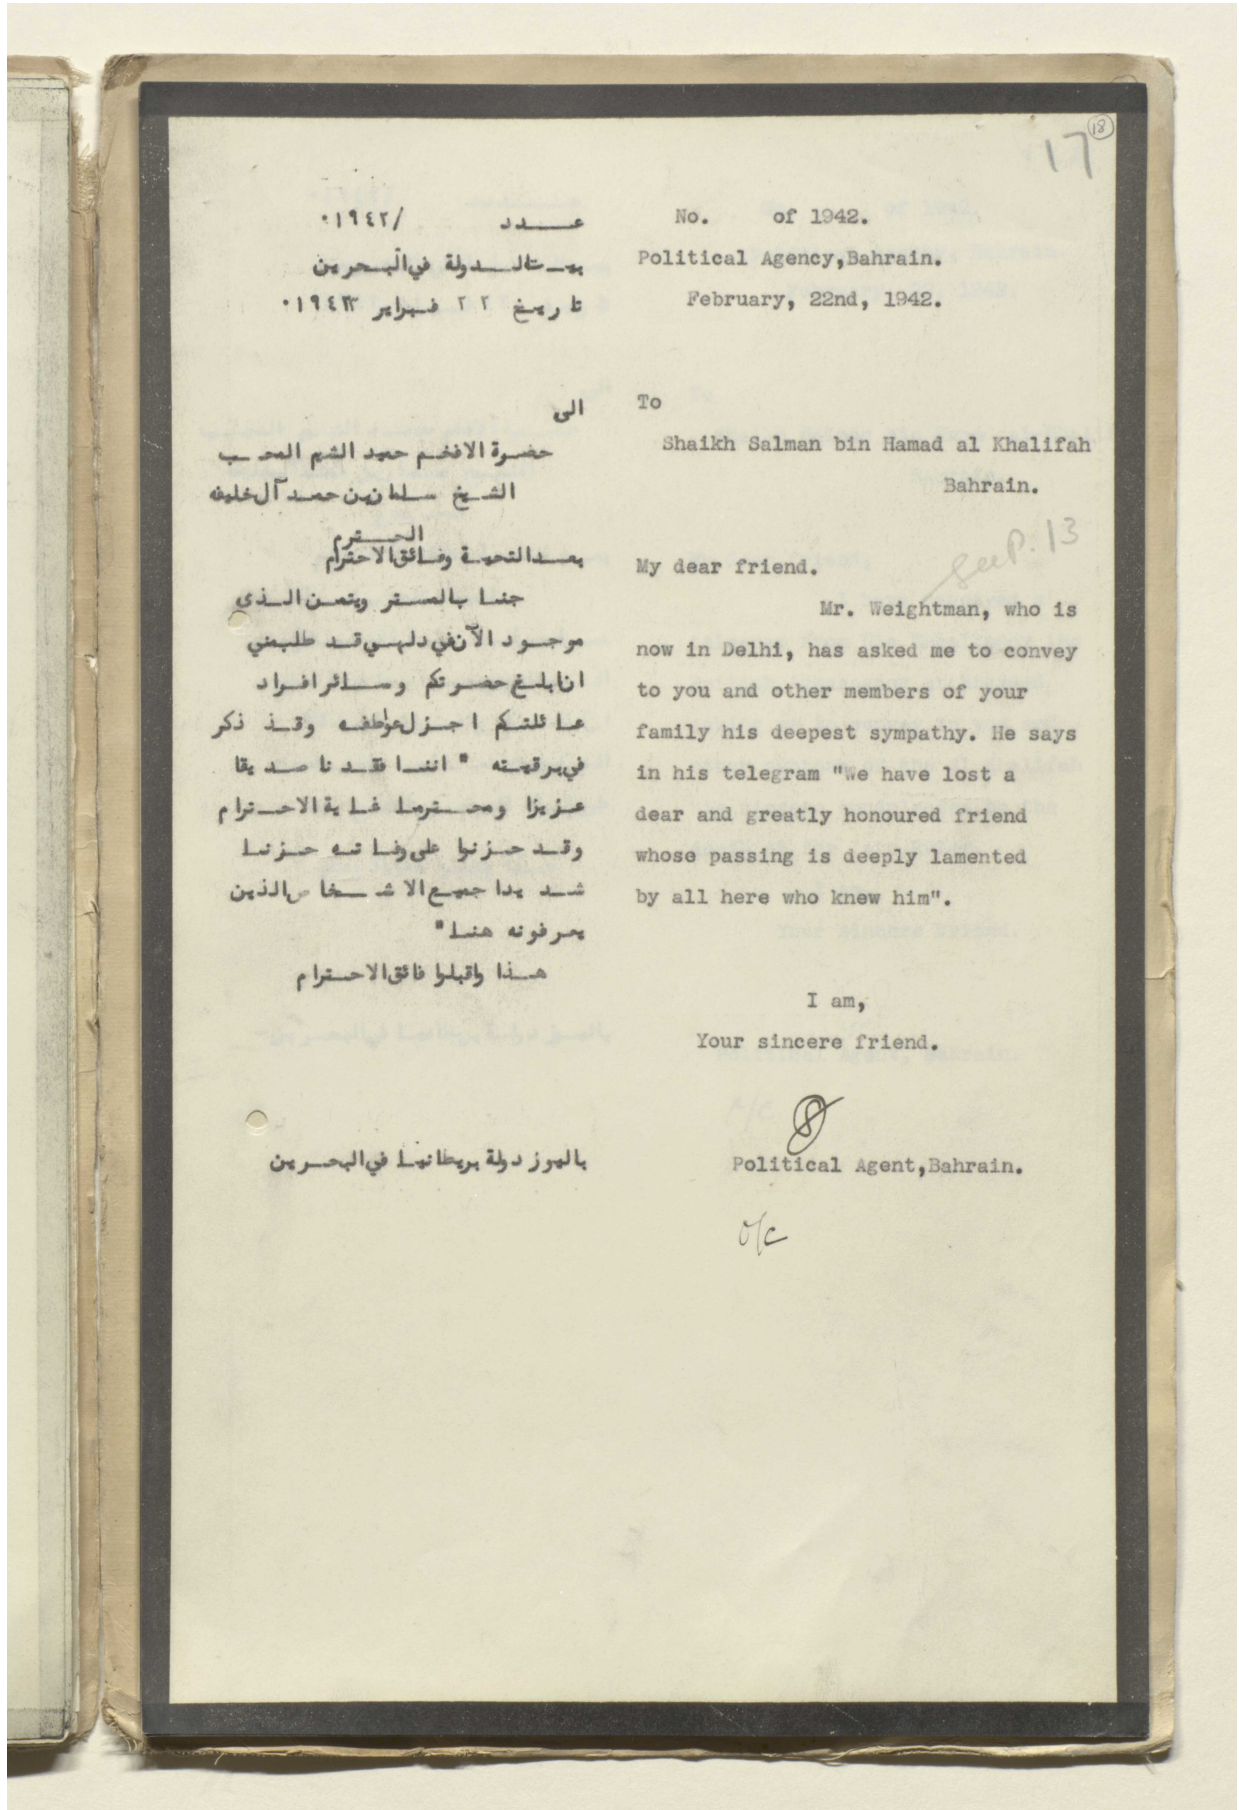 17
18
No. of 1942.
Political Agency,Bahrain.
February, 22nd, 1942.
To
Shaikh Salman bin Hamad al Khalifah
Bahrain.
see P. 13
My dear friend.
Mr. Weightman, who is
now in Delhi, has asked me to convey
to you and other members of your
family his deepest sympathy. He says
in his telegram "We have lost a
dear and greatly honoured friend
whose passing is deeply lamented
by all here who knew him".
I am,
Your sincere friend.
Political Agent,Bahrain.
o/c
عدد /١٩٤٢٠
بيت الدولة في البحرين
تاريخ ٢٢ فبراير
الى
حضرة الافخم حميد الشيم المحب
الشيخ سلمان بن حمد آل خليفه
المحترم
بعد التحية وفائق الاحترام
جناب المستر ويتمن الذي
موجود الآن في دلهي قد طلبمني
ان ابلغ حضرتكم وسائر افراد
عائلتكم اجزل عواطفه وقد ذكر
في برقيته " اننا فقدنا صديقا
عزيزا ومحترما غاية الاحترام
وقد حزنوا على وفاته حزنا
شديدا جميع الاشخاص الذين
يعرفونه هنا"
هذا واقبلوا فائق الاحترام
باليوز دولة بريطانيا في البحرين